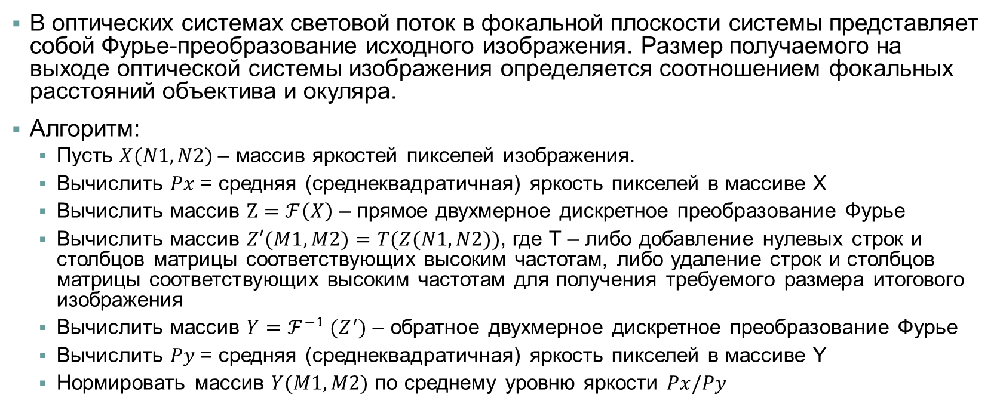 ▪ В оптических системах световой поток в фокальной плоскости системы представляет
собой Фурье-преобразование исходного изображения. Размер получаемого на
выходе оптической системы изображения определяется соотношением фокальных
расстояний объектива и окуляра.
▪ Алгоритм:
▪ Пусть X(N1, N2) – массив яркостей пикселей изображения.
▪ Вычислить Px = средняя (среднеквадратичная) яркость пикселей в массиве X
▪ Вычислить массив Z = ℱ(X) – прямое двухмерное дискретное преобразование Фурье
▪ Вычислить массив Z′(M1, M2) = T(Z(N1, N2)), где T – либо добавление нулевых строк и
столбцов матрицы соответствующих высоким частотам, либо удаление строк и столбцов
матрицы соответствующих высоким частотам для получения требуемого размера итогового
изображения
▪ Вычислить массив Y = ℱ⁻¹ (Z′) – обратное двухмерное дискретное преобразование Фурье
▪ Вычислить Py = средняя (среднеквадратичная) яркость пикселей в массиве Y
▪ Нормировать массив Y(M1, M2) по среднему уровню яркости Px/Py